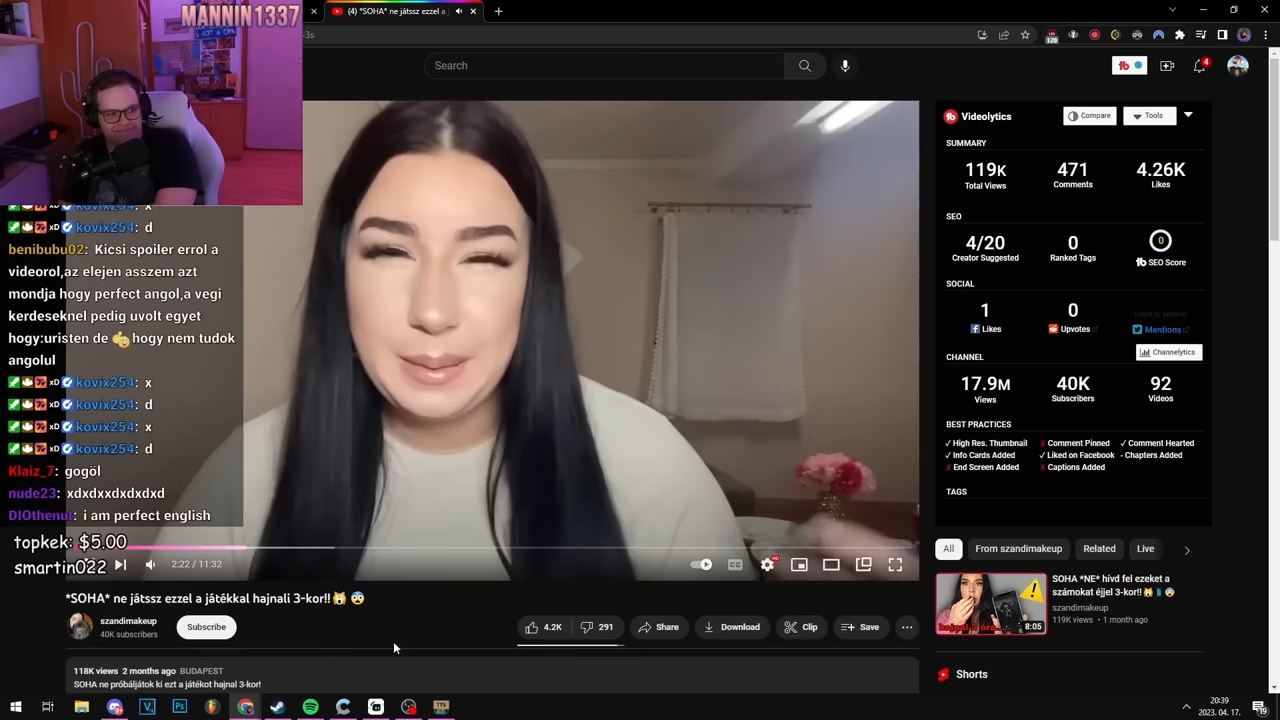 MANNIN1337
(4) *SOHA* ne játssz ezzel a
-3s
120
Search
4
kovix254: x
kovix254: d
benibubu02: Kicsi spoiler errol a
videorol,az elejen asszem azt
mondja hogy perfect angol,a vegi
kerdeseknel pedig uvolt egyet
hogy:uristen de hogy nem tudok
angolul
xD kovix254: x
xD kovix254: d
xD kovix254: x
xD kovix254: d
Klaiz_7: gogöl
nude23: xdxdxxdxdxdxd
DIOthenut: i am perfect english
topkek: $5.00
smartin022
2:22 / 11:32
HD
*SOHA* ne játssz ezzel a játékkal hajnali 3-kor!!🙀😨
szandimakeup
40K subscribers
Subscribe
4.2K
291
Share
Download
Clip
Save
118K views 2 months ago BUDAPEST
SOHA ne próbáljátok ki ezt a játékot hajnal 3-kor!
Videolytics
Compare
Tools
SUMMARY
119K 471 4.26K
Total Views Comments Likes
SEO
4/20 0 0
Creator Suggested Ranked Tags SEO Score
SOCIAL
1 0
Likes Upvotes Mentions
Channelytics
CHANNEL
17.9M 40K 92
Views Subscribers Videos
BEST PRACTICES
✓ High Res. Thumbnail ✗ Comment Pinned ✓ Comment Hearted
✓ Info Cards Added ✓ Liked on Facebook - Chapters Added
✗ End Screen Added ✗ Captions Added
TAGS
All From szandimakeup Related Live
SOHA *NE* hívd fel ezeket a
számokat éjjel 3-kor!!🙀📱😨
szandimakeup
119K views · 1 month ago
8:05
Shorts
20:39
2023. 04. 17.
19